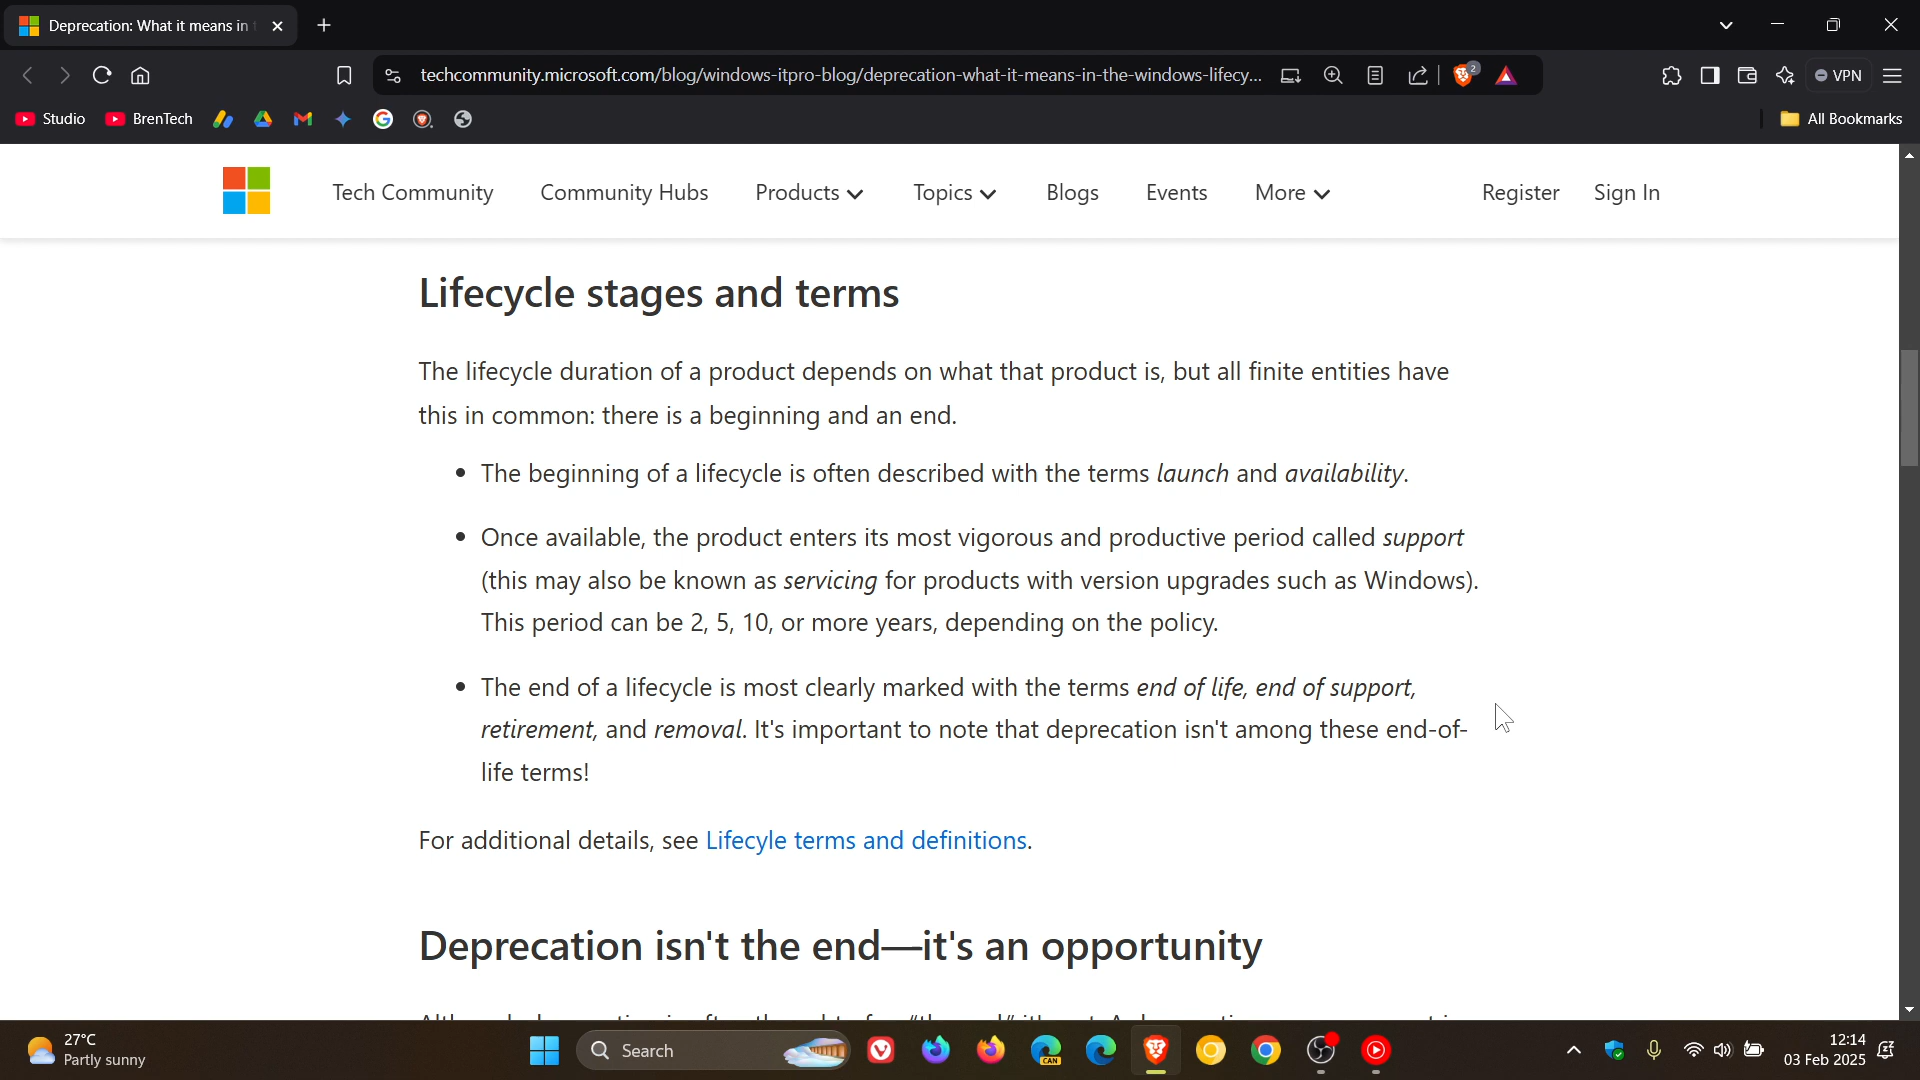 Deprecation: What it means in
techcommunity.microsoft.com/blog/windows-itpro-blog/deprecation-what-it-means-in-the-windows-lifecy...
2
VPN
Studio
BrenTech
All Bookmarks
Tech Community
Community Hubs
Products
Topics
Blogs
Events
More
Register
Sign In
Lifecycle stages and terms
The lifecycle duration of a product depends on what that product is, but all finite entities have
this in common: there is a beginning and an end.
• The beginning of a lifecycle is often described with the terms launch and availability.
• Once available, the product enters its most vigorous and productive period called support
(this may also be known as servicing for products with version upgrades such as Windows).
This period can be 2, 5, 10, or more years, depending on the policy.
• The end of a lifecycle is most clearly marked with the terms end of life, end of support,
retirement, and removal. It's important to note that deprecation isn't among these end-of-
life terms!
For additional details, see Lifecyle terms and definitions.
Deprecation isn't the end—it's an opportunity
27°C
Partly sunny
Search
CAN
12:14
03 Feb 2025